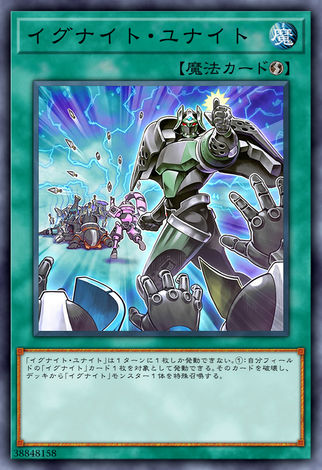 イグナイト・ユナイト
魔
【魔法カード】
「イグナイト・ユナイト」は１ターンに１枚しか発動できない。①：自分フィール
ドの「イグナイト」カード１枚を対象として発動できる。そのカードを破壊し、
デッキから「イグナイト」モンスター１体を特殊召喚する。
38848158